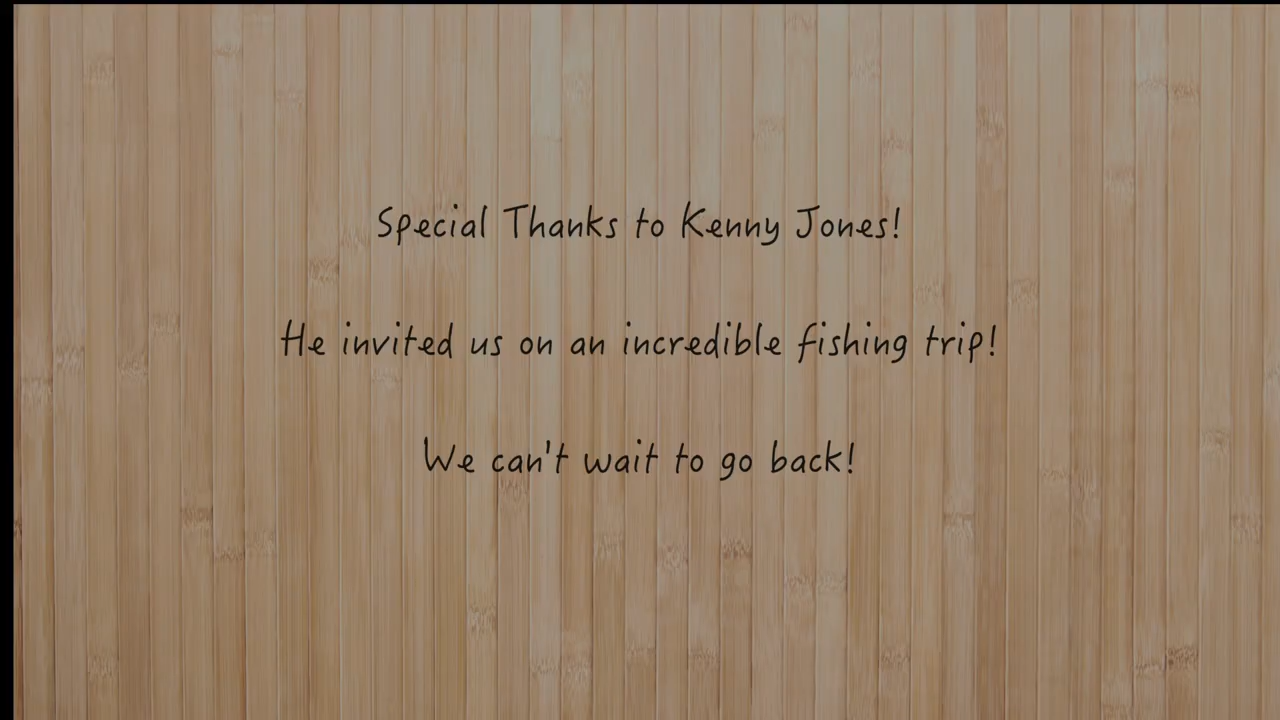 Special Thanks to Kenny Jones!
He invited us on an incredible fishing trip!
We can't wait to go back!